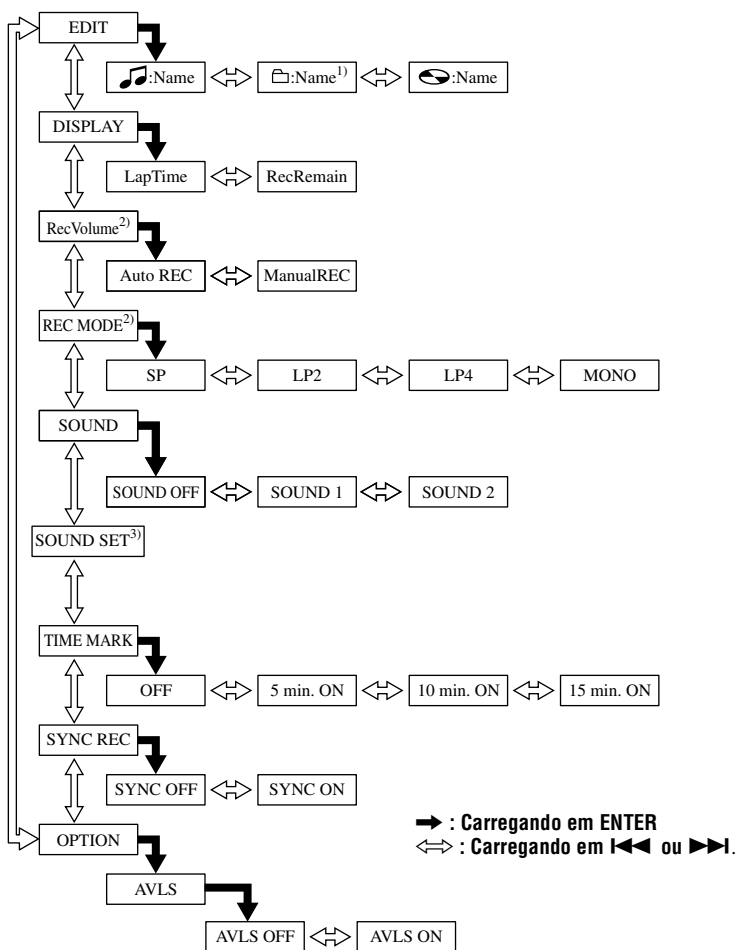 EDIT
:Name :Name1) :Name
DISPLAY
LapTime RecRemain
RecVolume2)
Auto REC ManualREC
REC MODE2)
SP LP2 LP4 MONO
SOUND
SOUND OFF SOUND 1 SOUND 2
SOUND SET3)
TIME MARK
OFF 5 min. ON 10 min. ON 15 min. ON
SYNC REC
SYNC OFF SYNC ON
OPTION
: Carregando em ENTER
: Carregando em ou .
AVLS
AVLS OFF AVLS ON